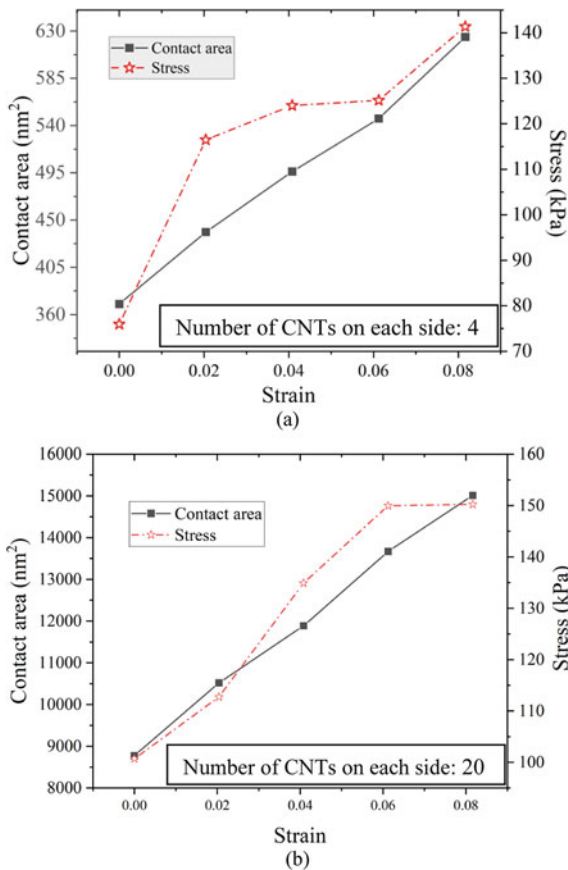 630
585
540
495
450
405
360
Contact area (nm²)
Contact area
Stress
140
130
120
110
100
90
80
70
Stress (kPa)
Number of CNTs on each side: 4
0.00 0.02 0.04 0.06 0.08
Strain
(a)
16000
15000
14000
13000
12000
11000
10000
9000
8000
Contact area (nm²)
Contact area
Stress
160
150
140
130
120
110
100
Stress (kPa)
Number of CNTs on each side: 20
0.00 0.02 0.04 0.06 0.08
Strain
(b)